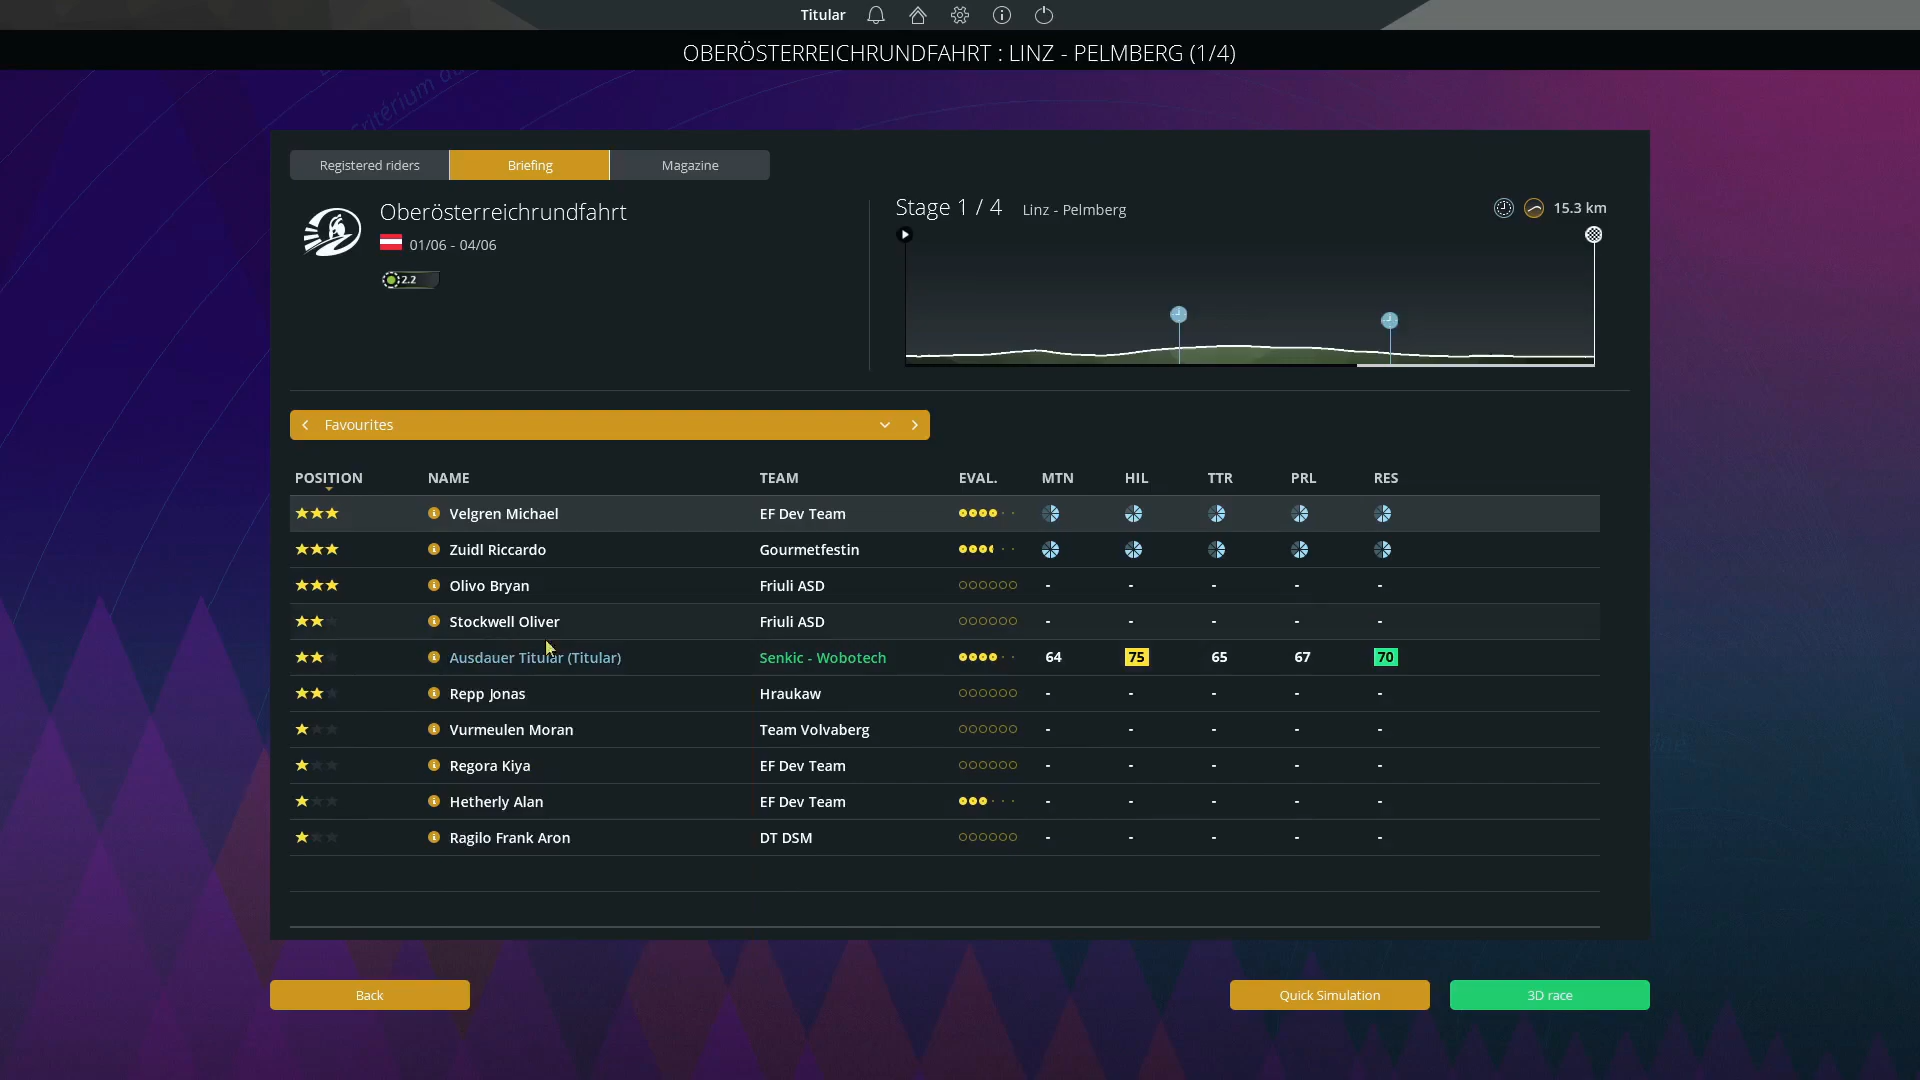 Titular
OBERÖSTERREICHRUNDFAHRT : LINZ - PELMBERG (1/4)
Registered riders
Briefing
Magazine
Oberösterreichrundfahrt
01/06 - 04/06
2.2
Stage 1 / 4 Linz - Pelmberg
15.3 km
Favourites
POSITION NAME TEAM EVAL. MTN HIL TTR PRL RES
Velgren Michael EF Dev Team
Zuidl Riccardo Gourmetfestin
Olivo Bryan Friuli ASD - - - - -
Stockwell Oliver Friuli ASD - - - - -
Ausdauer Titular (Titular) Senkic - Wobotech 64 75 65 67 70
Repp Jonas Hraukaw - - - - -
Vurmeulen Moran Team Volvaberg - - - - -
Regora Kiya EF Dev Team - - - - -
Hetherly Alan EF Dev Team - - - - -
Ragilo Frank Aron DT DSM - - - - -
Back
Quick Simulation
3D race